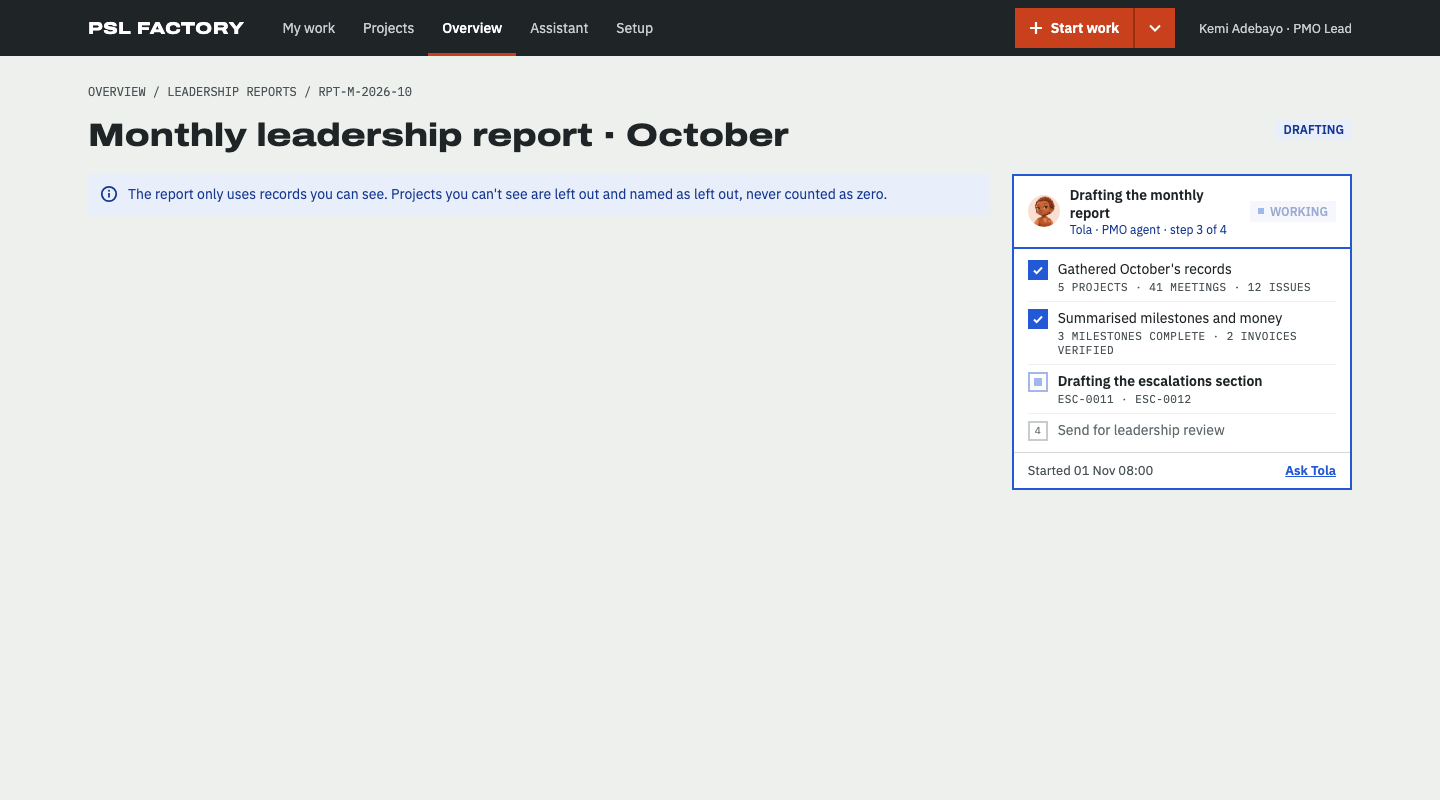 PSL FACTORY
My work
Projects
Overview
Assistant
Setup
Start work
Kemi Adebayo · PMO Lead
OVERVIEW / LEADERSHIP REPORTS / RPT-M-2026-10
Monthly leadership report · October
DRAFTING
The report only uses records you can see. Projects you can't see are left out and named as left out, never counted as zero.
Drafting the monthly
report
Tola · PMO agent · step 3 of 4
WORKING
Gathered October's records
5 PROJECTS · 41 MEETINGS · 12 ISSUES
Summarised milestones and money
3 MILESTONES COMPLETE · 2 INVOICES
VERIFIED
Drafting the escalations section
ESC-0011 · ESC-0012
4
Send for leadership review
Started 01 Nov 08:00
Ask Tola